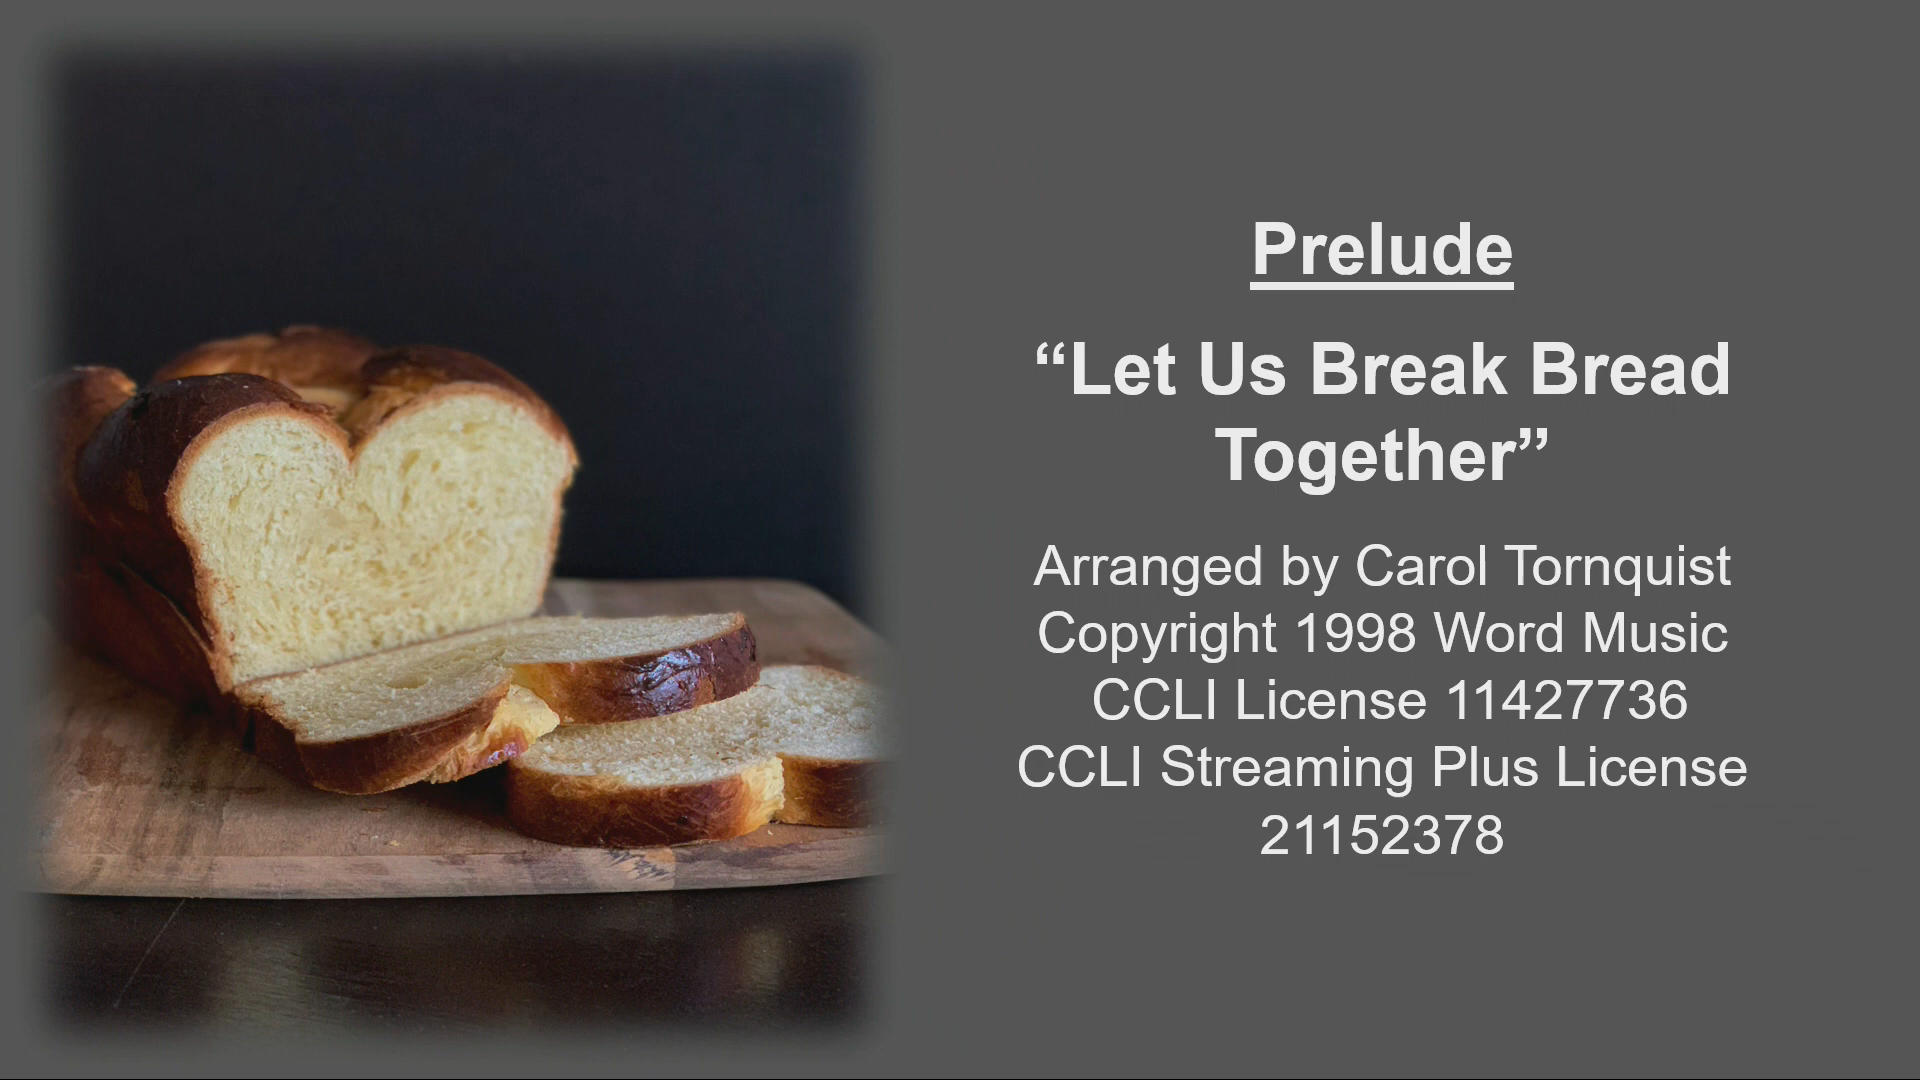 Prelude
“Let Us Break Bread
Together”
Arranged by Carol Tornquist
Copyright 1998 Word Music
CCLI License 11427736
CCLI Streaming Plus License
21152378